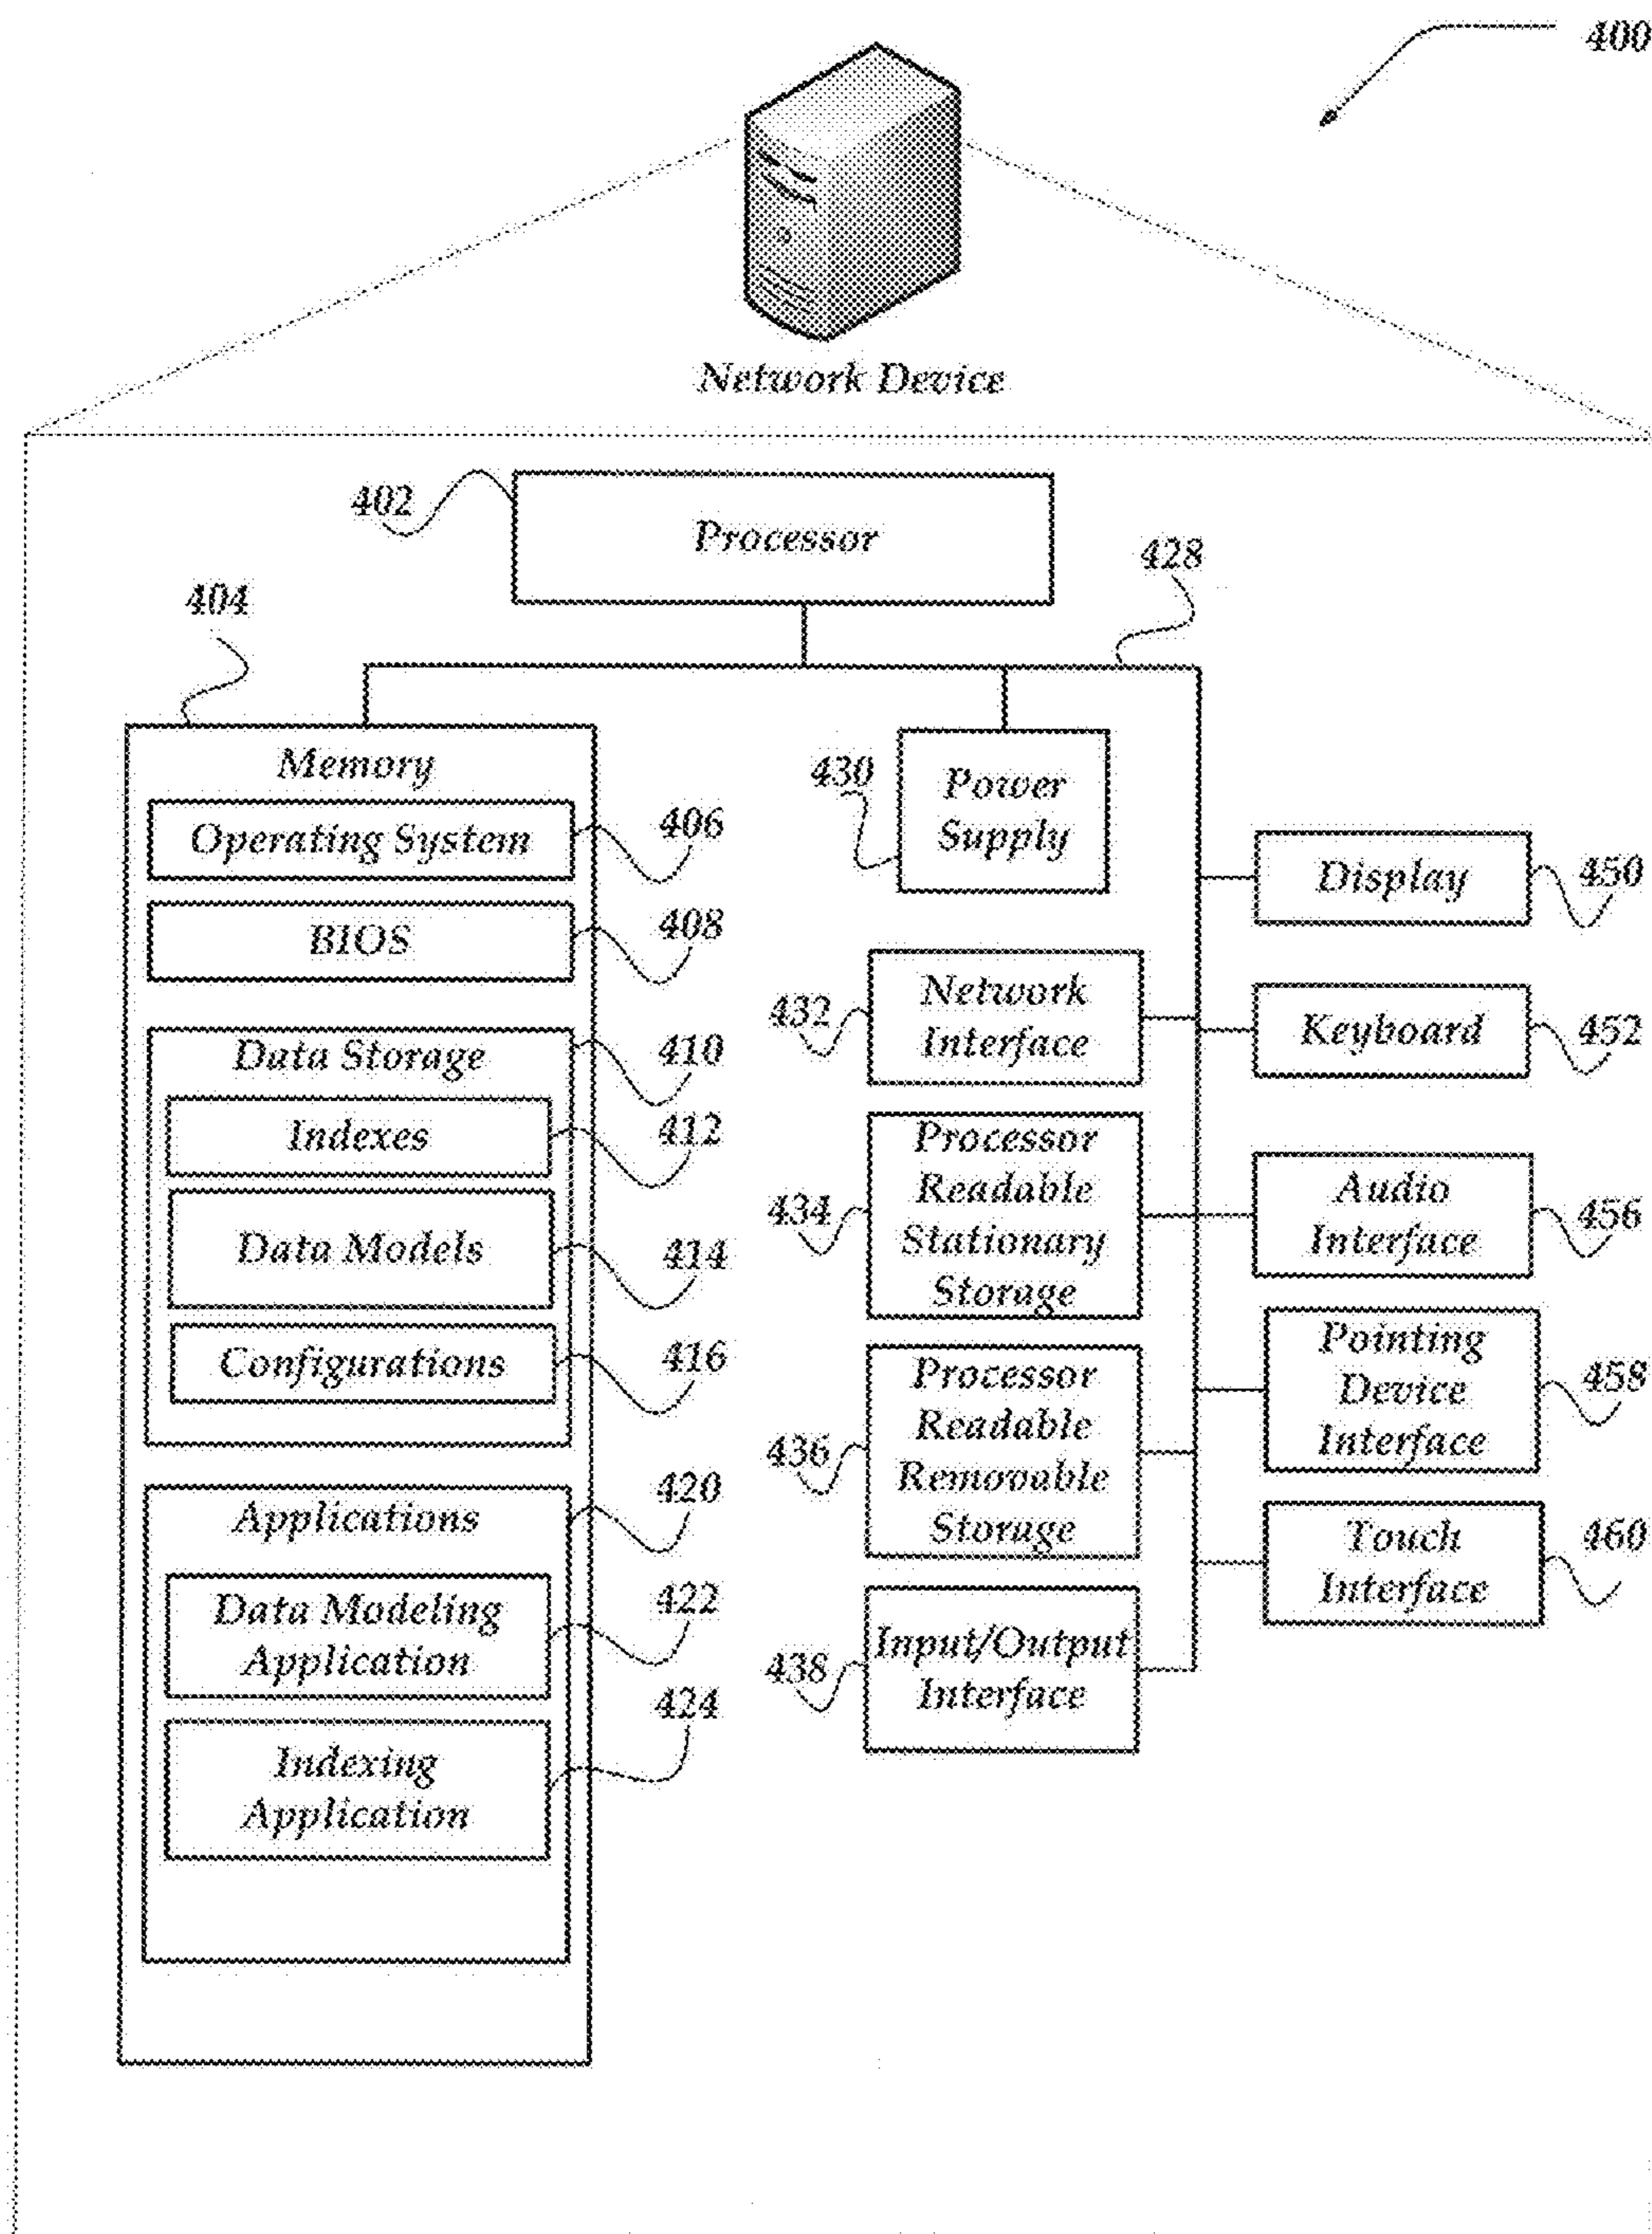 400
Network Device
402
Processor
428
404
Memory
Operating System
406
BIOS
408
Data Storage
410
Indexes
412
Data Models
414
Configurations
416
Applications
420
Data Modeling
Application
422
Indexing
Application
424
430
Power
Supply
432
Network
Interface
434
Processor
Readable
Stationary
Storage
436
Processor
Readable
Removable
Storage
438
Input/Output
Interface
Display
450
Keyboard
452
Audio
Interface
456
Pointing
Device
Interface
458
Touch
Interface
460